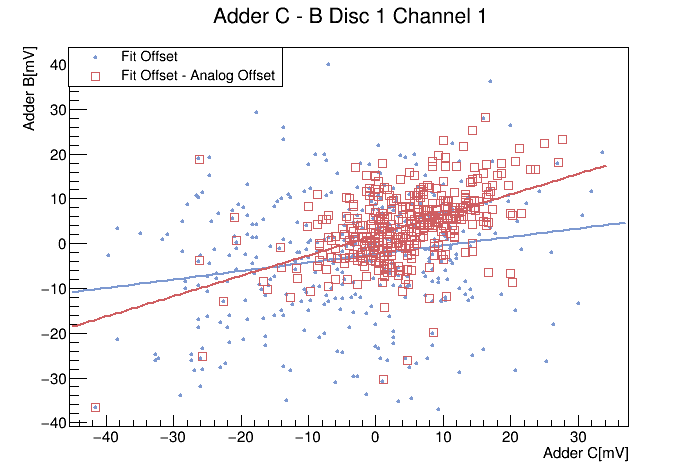 Adder C - B Disc 1 Channel 1
Adder B[mV]
Fit Offset
Fit Offset - Analog Offset
40
30
20
10
0
−10
−20
−30
−40
−40 −30 −20 −10 0 10 20 30
Adder C[mV]